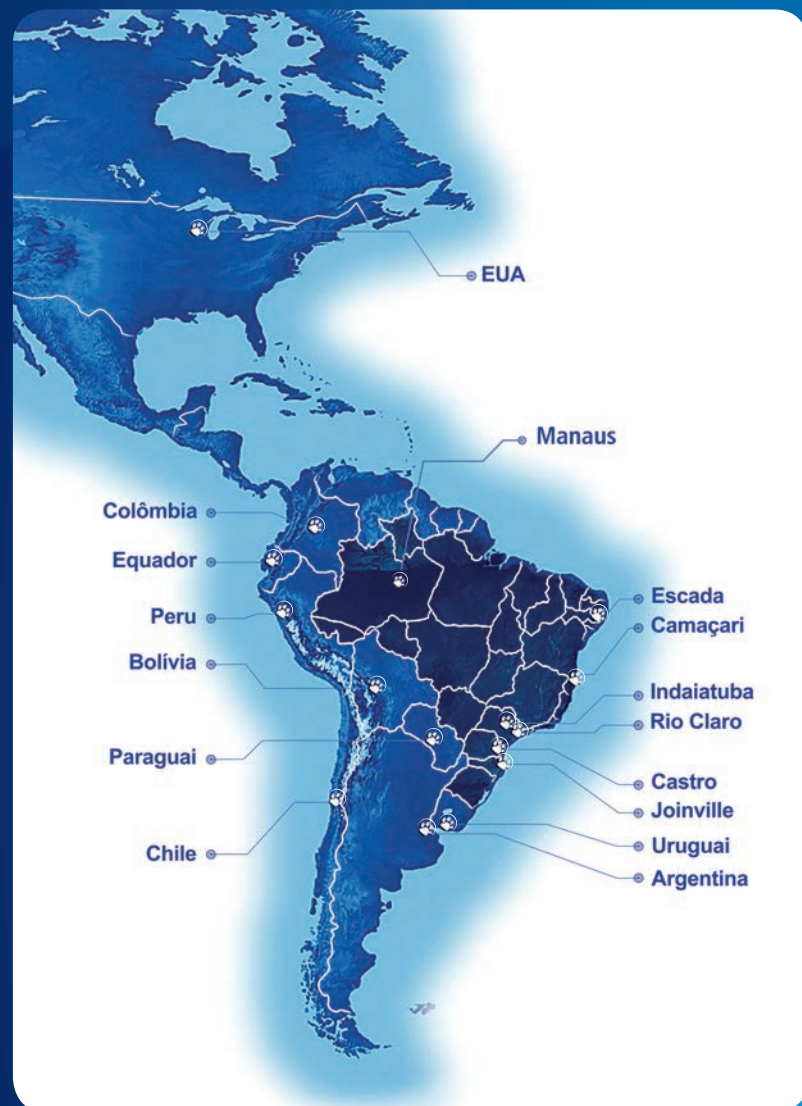 EUA
Manaus
Colômbia
Equador
Peru
Bolívia
Paraguai
Chile
Escada
Camaçari
Indaiatuba
Rio Claro
Castro
Joinville
Uruguai
Argentina